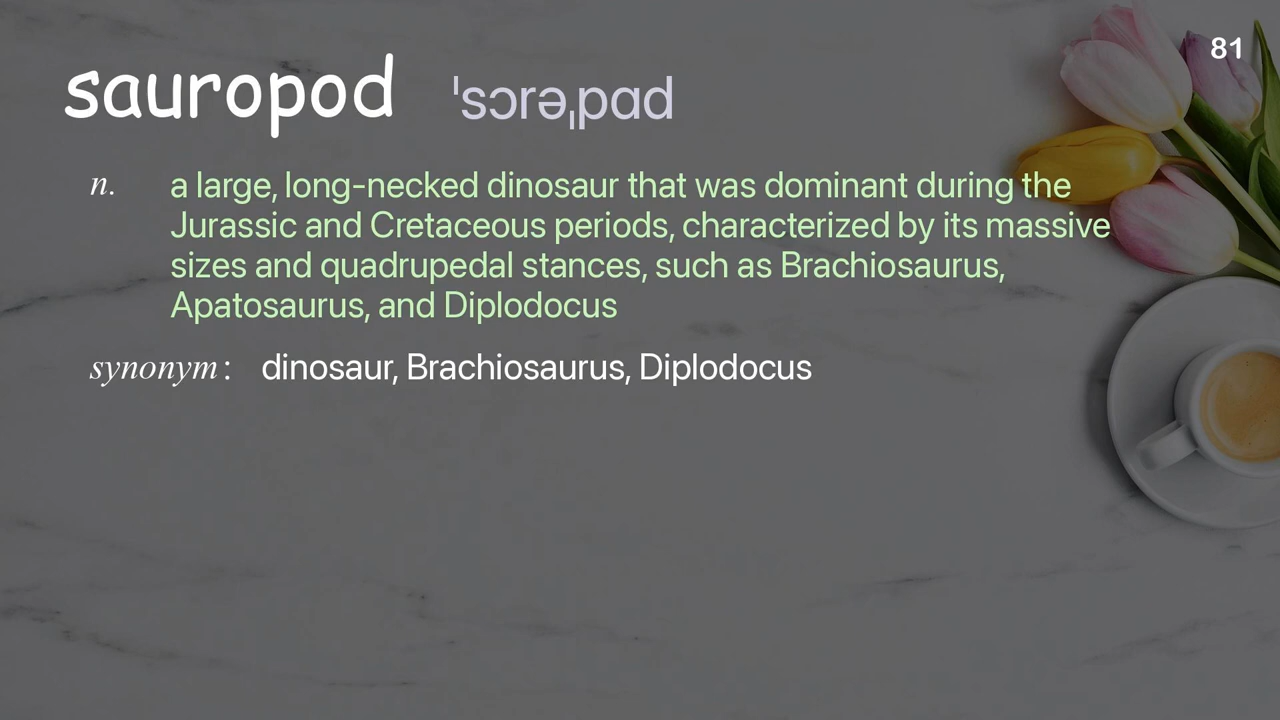 81
sauropod ˈsɔrəˌpɑd
n. a large, long-necked dinosaur that was dominant during the
Jurassic and Cretaceous periods, characterized by its massive
sizes and quadrupedal stances, such as Brachiosaurus,
Apatosaurus, and Diplodocus
synonym: dinosaur, Brachiosaurus, Diplodocus